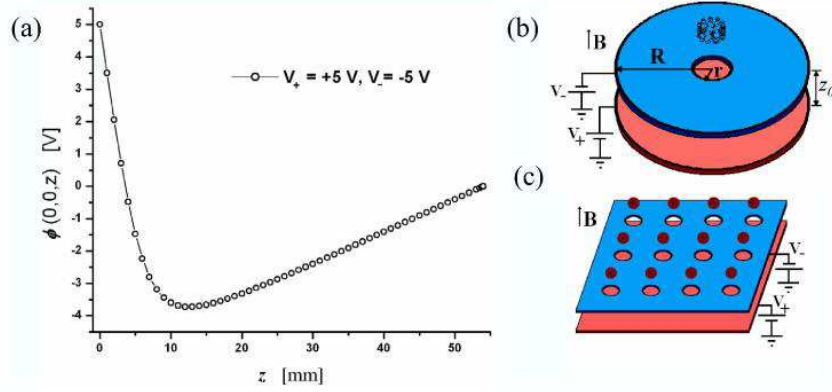 (a)
5
4
3
2
1
0
-1
-2
-3
-4
ϕ (0,0,z) [V]
V₊ = +5 V, V₋= -5 V
0
10
20
30
40
50
z [mm]
(b)
B
R
r
z₀
V₋
V₊
(c)
B
V₋
V₊